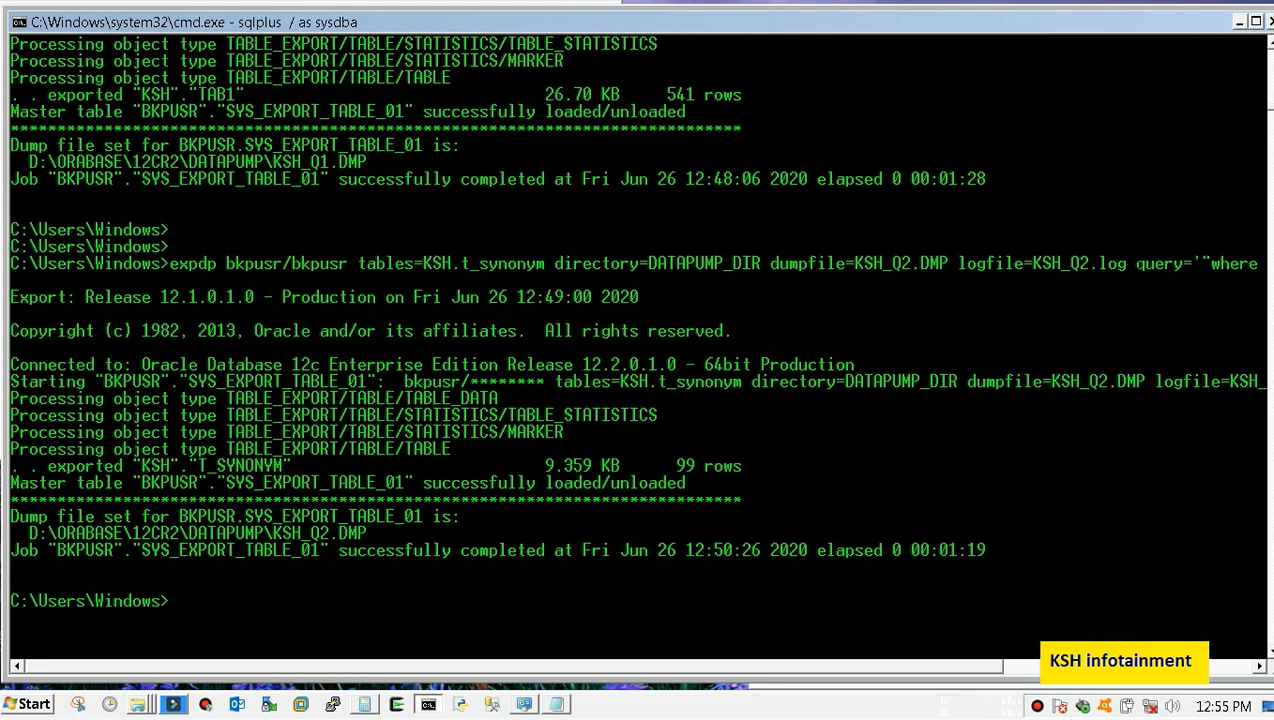 C:\Windows\system32\cmd.exe - sqlplus / as sysdba
Processing object type TABLE_EXPORT/TABLE/STATISTICS/TABLE_STATISTICS
Processing object type TABLE_EXPORT/TABLE/STATISTICS/MARKER
Processing object type TABLE_EXPORT/TABLE/TABLE
. . exported "KSH"."TAB1" 26.70 KB 541 rows
Master table "BKPUSR"."SYS_EXPORT_TABLE_01" successfully loaded/unloaded
******************************************************************************
Dump file set for BKPUSR.SYS_EXPORT_TABLE_01 is:
D:\ORABASE\12CR2\DATAPUMP\KSH_Q1.DMP
Job "BKPUSR"."SYS_EXPORT_TABLE_01" successfully completed at Fri Jun 26 12:48:06 2020 elapsed 0 00:01:28
C:\Users\Windows>
C:\Users\Windows>
C:\Users\Windows>expdp bkpusr/bkpusr tables=KSH.t_synonym directory=DATAPUMP_DIR dumpfile=KSH_Q2.DMP logfile=KSH_Q2.log query='"where
Export: Release 12.1.0.1.0 - Production on Fri Jun 26 12:49:00 2020
Copyright (c) 1982, 2013, Oracle and/or its affiliates. All rights reserved.
Connected to: Oracle Database 12c Enterprise Edition Release 12.2.0.1.0 - 64bit Production
Starting "BKPUSR"."SYS_EXPORT_TABLE_01": bkpusr/******** tables=KSH.t_synonym directory=DATAPUMP_DIR dumpfile=KSH_Q2.DMP logfile=KSH_
Processing object type TABLE_EXPORT/TABLE/TABLE_DATA
Processing object type TABLE_EXPORT/TABLE/STATISTICS/TABLE_STATISTICS
Processing object type TABLE_EXPORT/TABLE/STATISTICS/MARKER
Processing object type TABLE_EXPORT/TABLE/TABLE
. . exported "KSH"."T_SYNONYM" 9.359 KB 99 rows
Master table "BKPUSR"."SYS_EXPORT_TABLE_01" successfully loaded/unloaded
******************************************************************************
Dump file set for BKPUSR.SYS_EXPORT_TABLE_01 is:
D:\ORABASE\12CR2\DATAPUMP\KSH_Q2.DMP
Job "BKPUSR"."SYS_EXPORT_TABLE_01" successfully completed at Fri Jun 26 12:50:26 2020 elapsed 0 00:01:19
C:\Users\Windows>
KSH infotainment
Start
12:55 PM